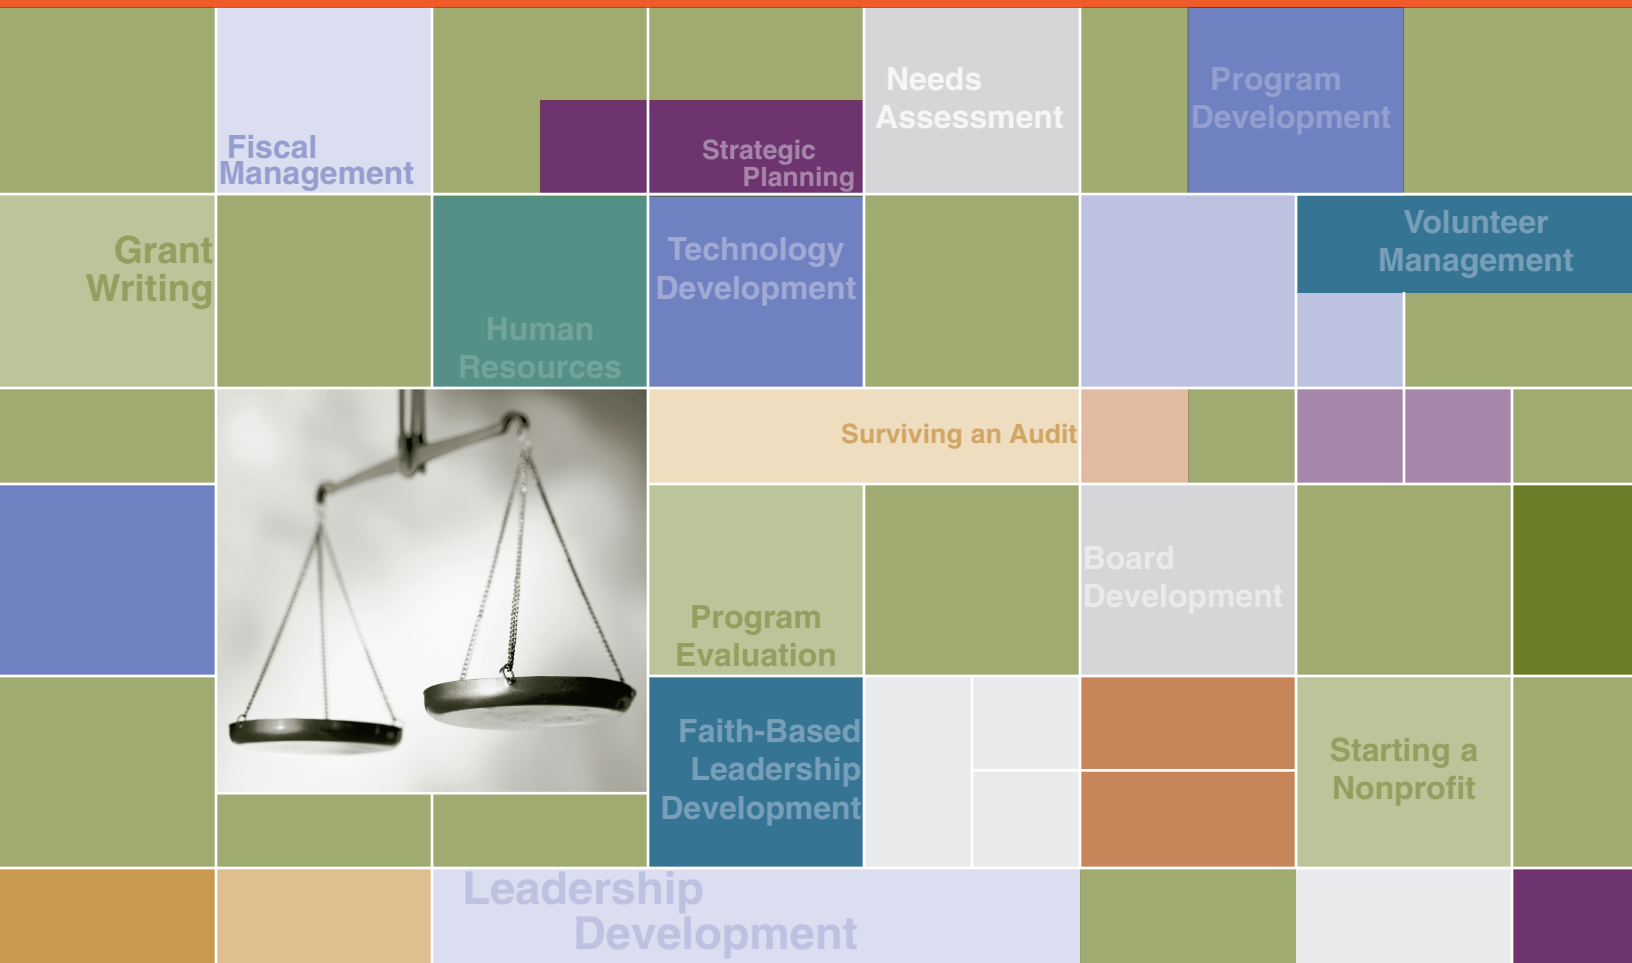 Needs
Assessment
Program
Development
Fiscal
Management
Strategic
Planning
Grant
Writing
Human
Resources
Technology
Development
Volunteer
Management
Surviving an Audit
Program
Evaluation
Board
Development
Faith-Based
Leadership
Development
Starting a
Nonprofit
Leadership
Development